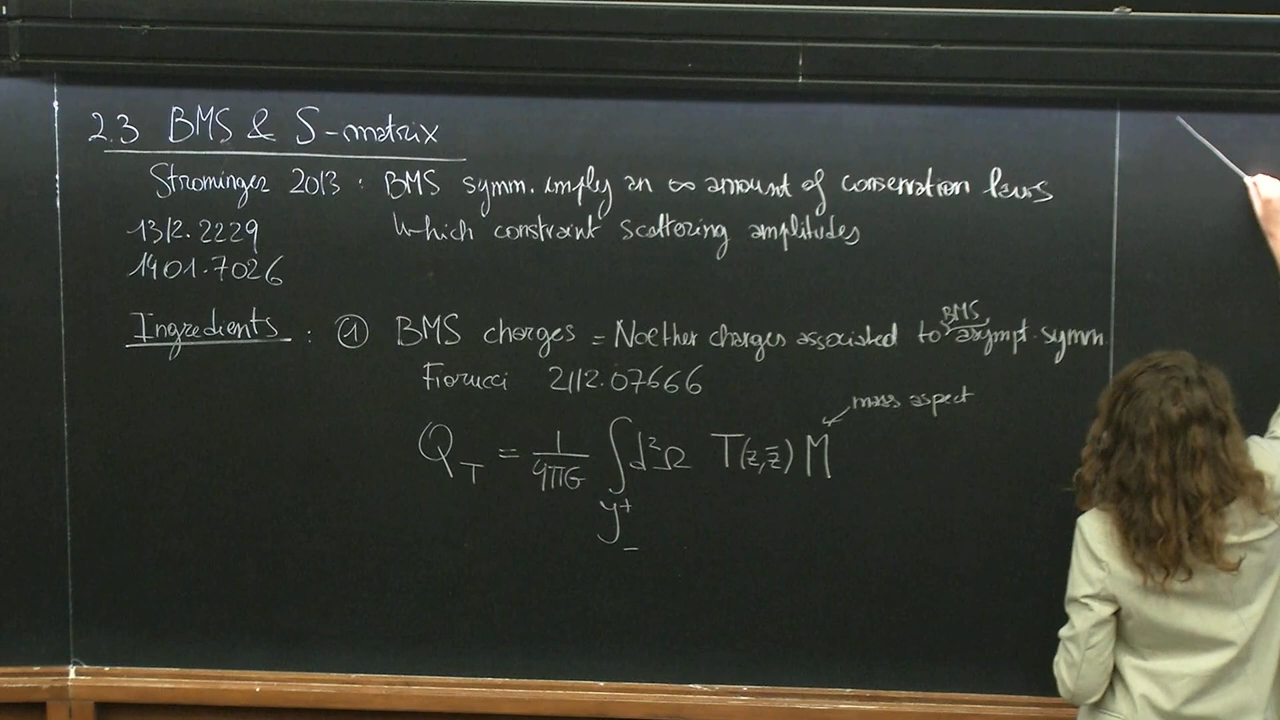 2.3 BMS & S-matrix
Strominger 2013 : BMS symm. imply an ∞ amount of conservation laws
1312.2229 which constraint scattering amplitudes
1401.7026
Ingredients : ① BMS charges = Noether charges associated to BMS asympt. symm.
Fiorucci 2112.07666
mass aspect
Q_T = 1/4πG ∫_{𝒥^+_-} d²Ω T(z,z̄) M